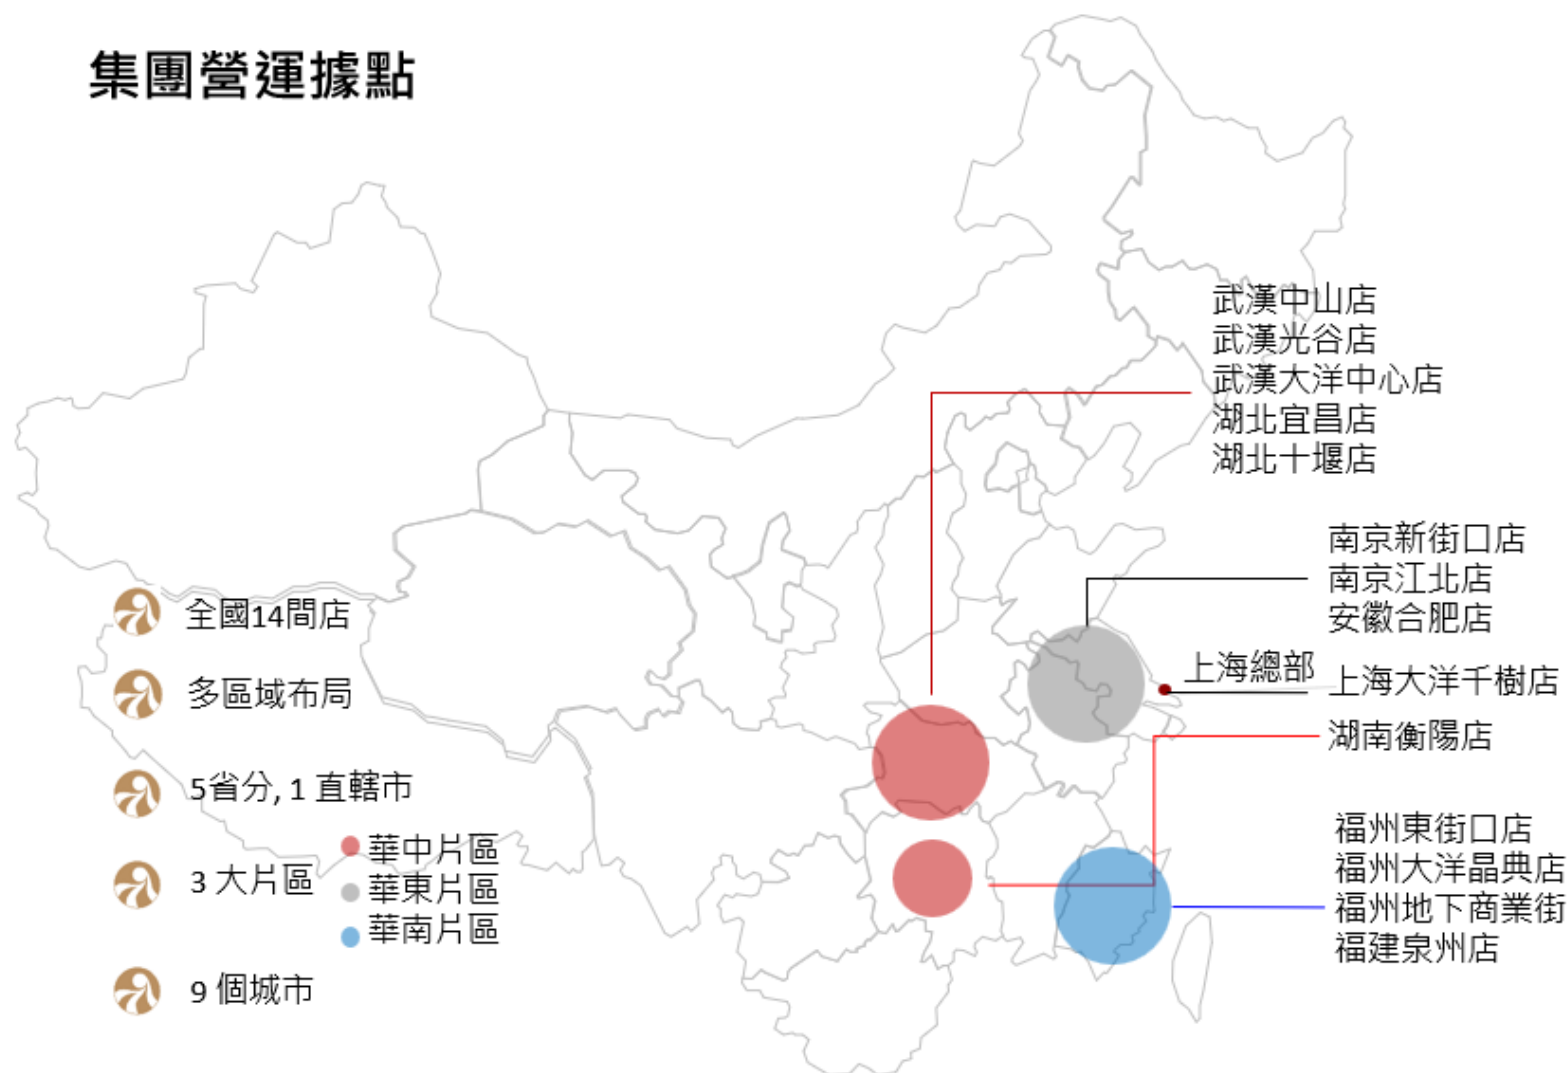 集團營運據點
全國14間店
多區域布局
5省分, 1 直轄市
3 大片區
華中片區
華東片區
華南片區
9 個城市
武漢中山店
武漢光谷店
武漢大洋中心店
湖北宜昌店
湖北十堰店
南京新街口店
南京江北店
安徽合肥店
上海總部
上海大洋千樹店
湖南衡陽店
福州東街口店
福州大洋晶典店
福州地下商業街
福建泉州店